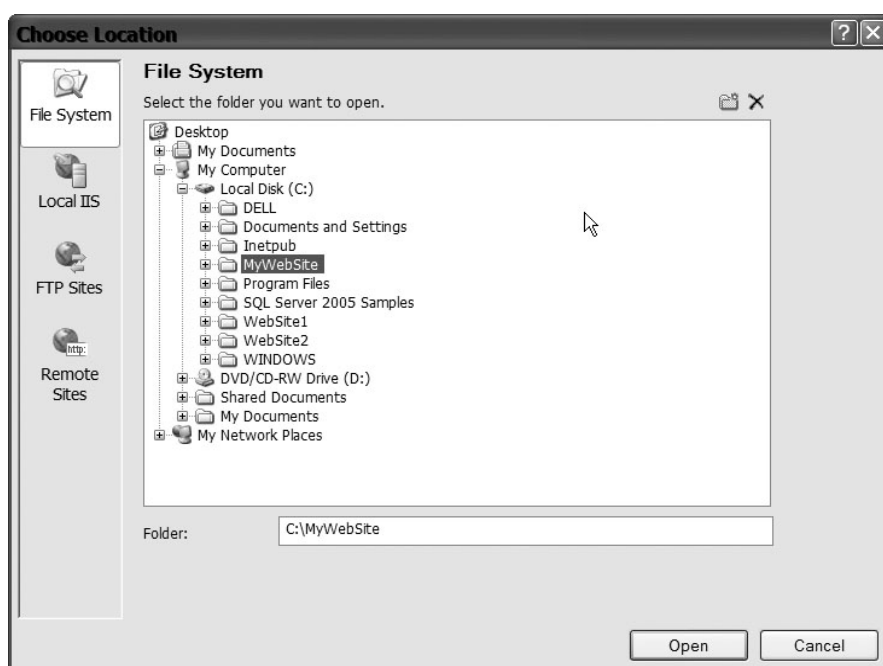 Choose Location
File System
Select the folder you want to open.
File System
Local IIS
FTP Sites
http:
Remote
Sites
Desktop
My Documents
My Computer
Local Disk (C:)
DELL
Documents and Settings
Inetpub
MyWebSite
Program Files
SQL Server 2005 Samples
WebSite1
WebSite2
WINDOWS
DVD/CD-RW Drive (D:)
Shared Documents
My Documents
My Network Places
Folder: C:\MyWebSite
Open Cancel